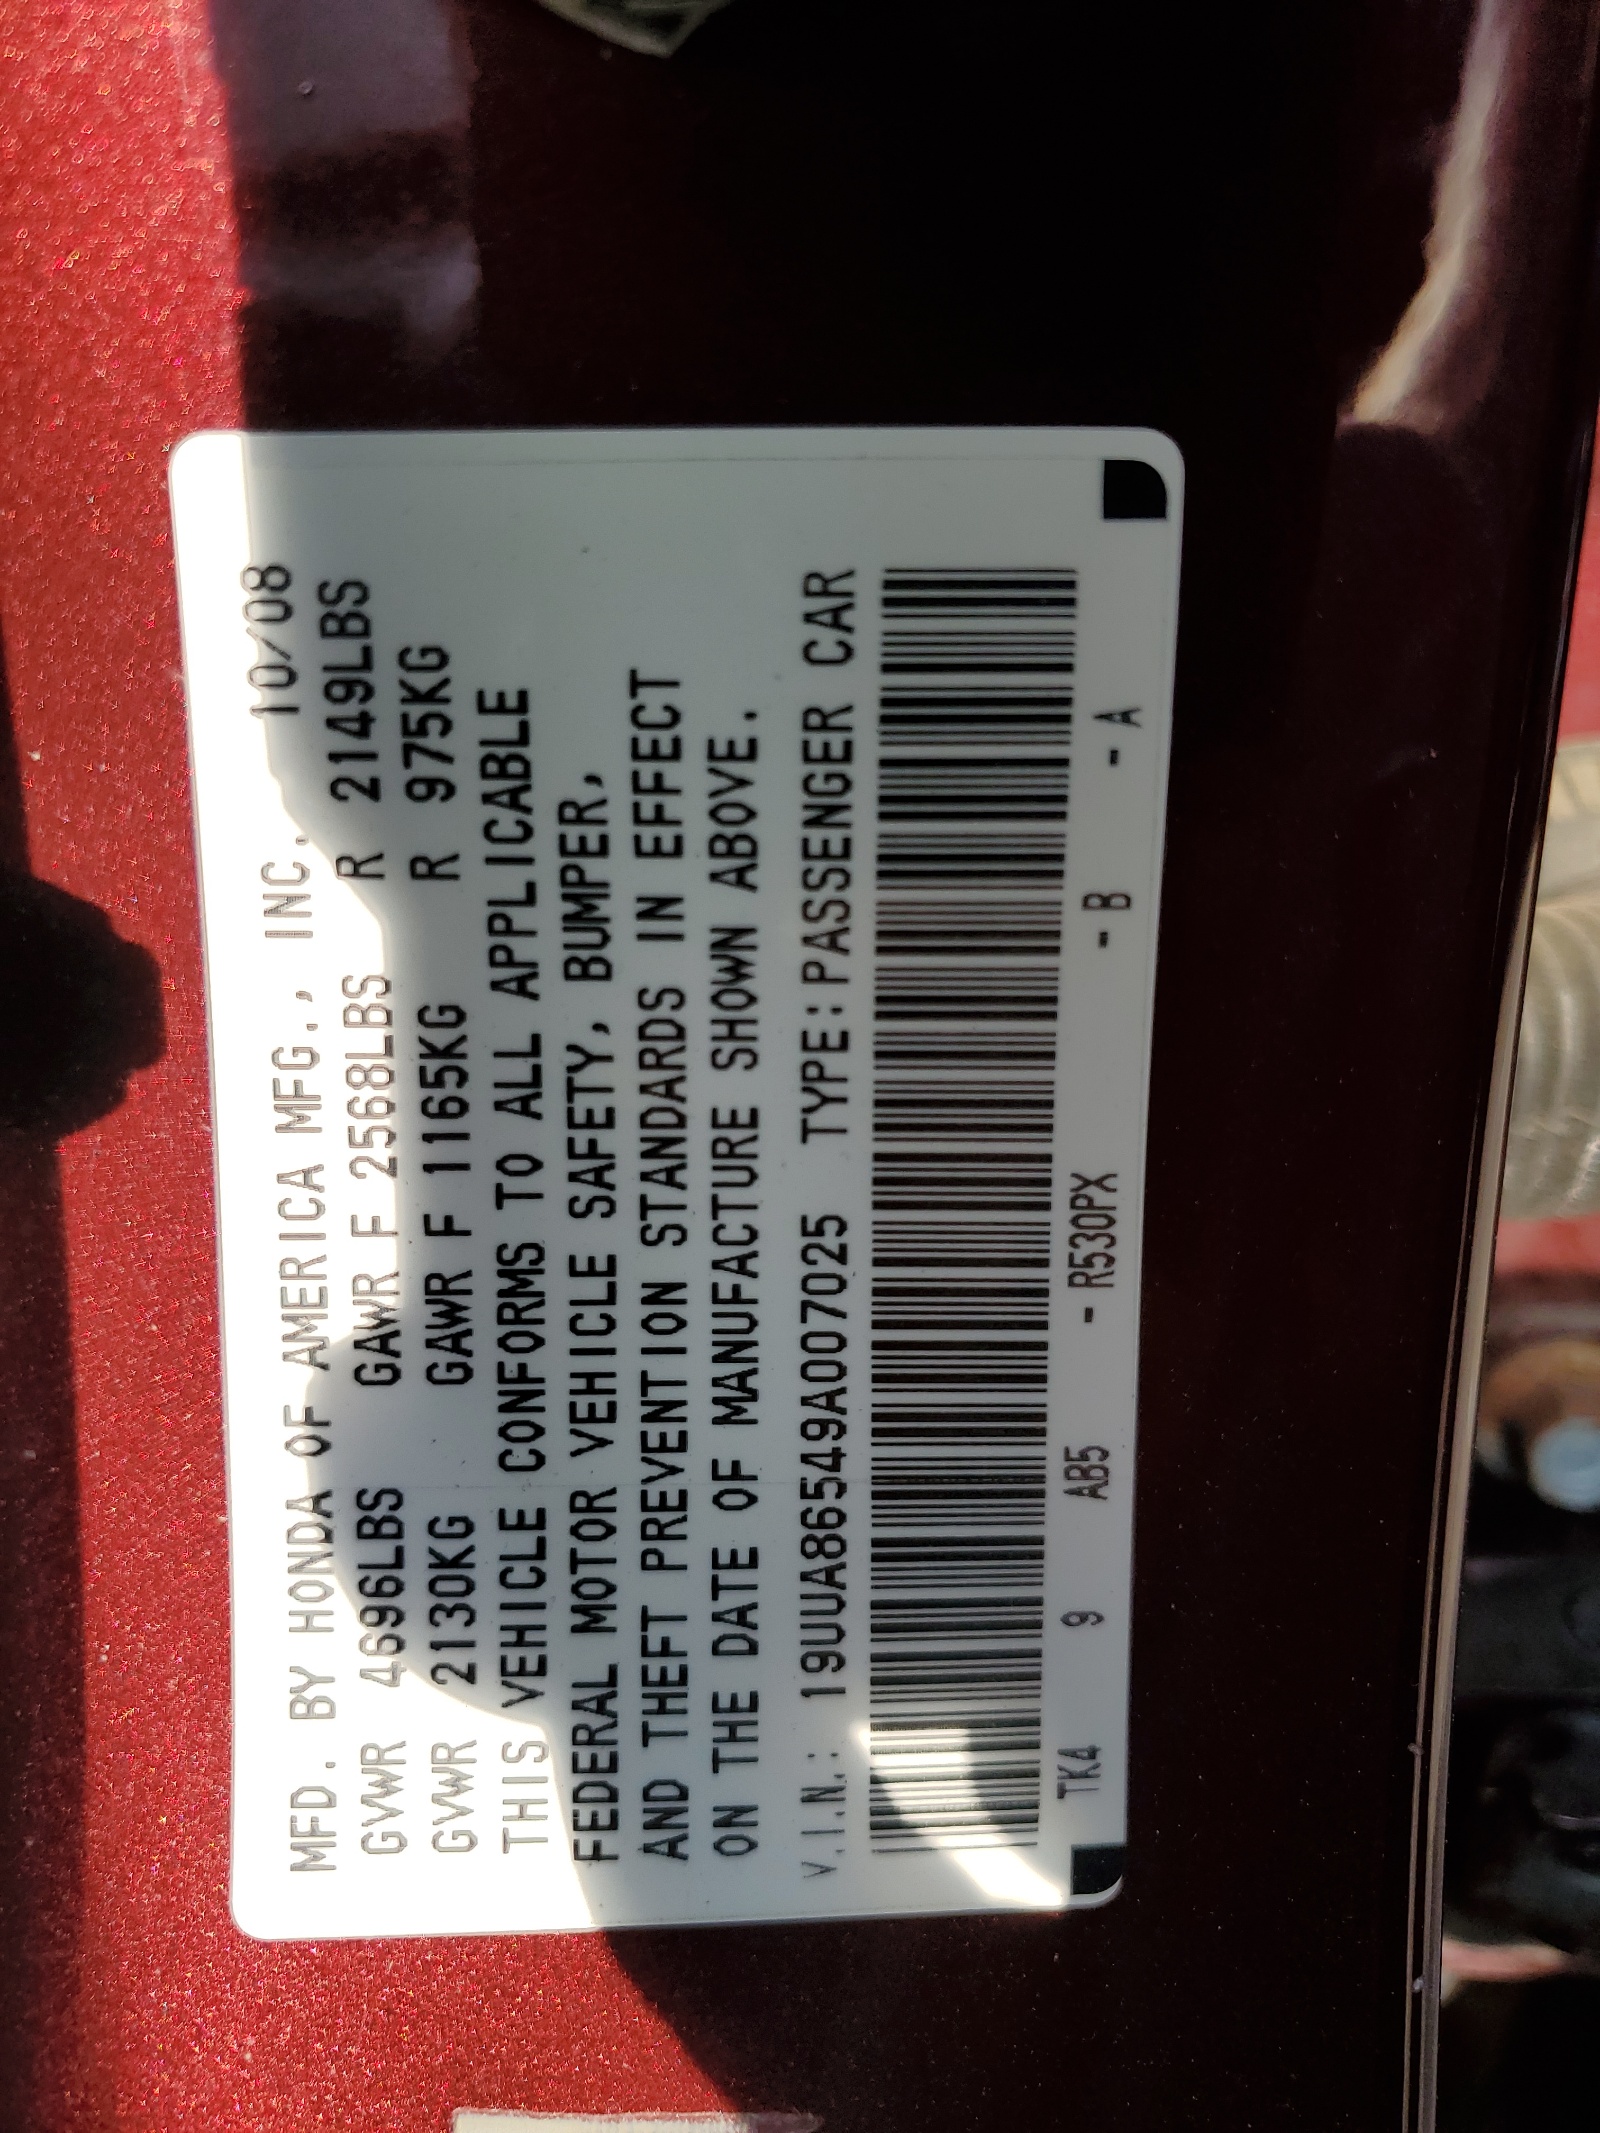 MFD. BY HONDA OF AMERICA MFG., INC. 10/08
GVWR 4696LBS GAWR F 2568LBS R 2149LBS
GVWR 2130KG GAWR F 1165KG R 975KG
THIS VEHICLE CONFORMS TO ALL APPLICABLE
FEDERAL MOTOR VEHICLE SAFETY, BUMPER,
AND THEFT PREVENTION STANDARDS IN EFFECT
ON THE DATE OF MANUFACTURE SHOWN ABOVE.
V.I.N.: 19UUA86549A007025 TYPE:PASSENGER CAR
TK4 9 AB5 -R530PX -B -A